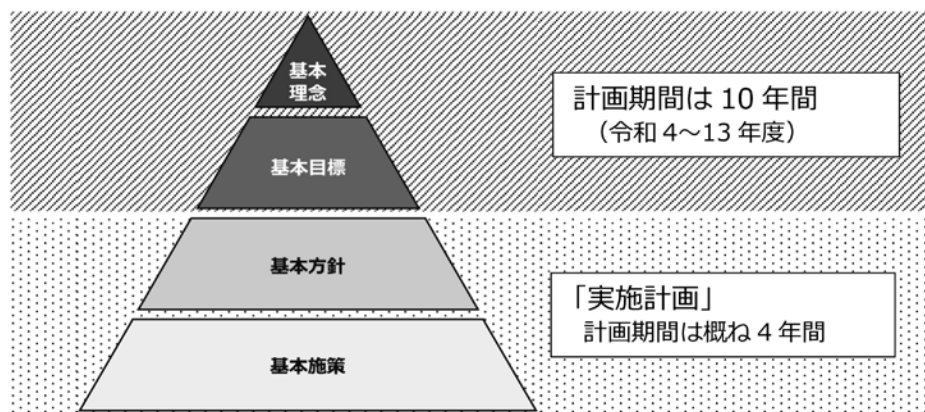 基本
理念
計画期間は 10 年間
（令和 4～13 年度）
基本目標
基本方針
「実施計画」
計画期間は概ね 4 年間
基本施策